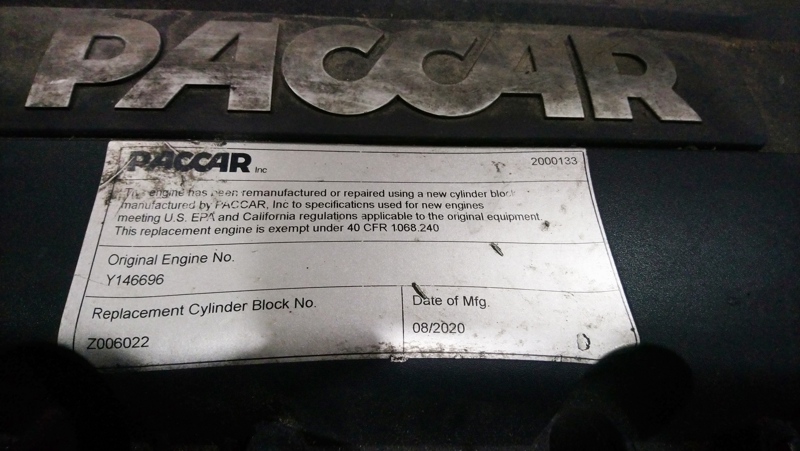 PACCAR
PACCAR Inc
2000133
This engine has been remanufactured or repaired using a new cylinder block
manufactured by PACCAR, Inc to specifications used for new engines
meeting U.S. EPA and California regulations applicable to the original equipment.
This replacement engine is exempt under 40 CFR 1068.240
Original Engine No.
Y146696
Replacement Cylinder Block No.
Z006022
Date of Mfg.
08/2020